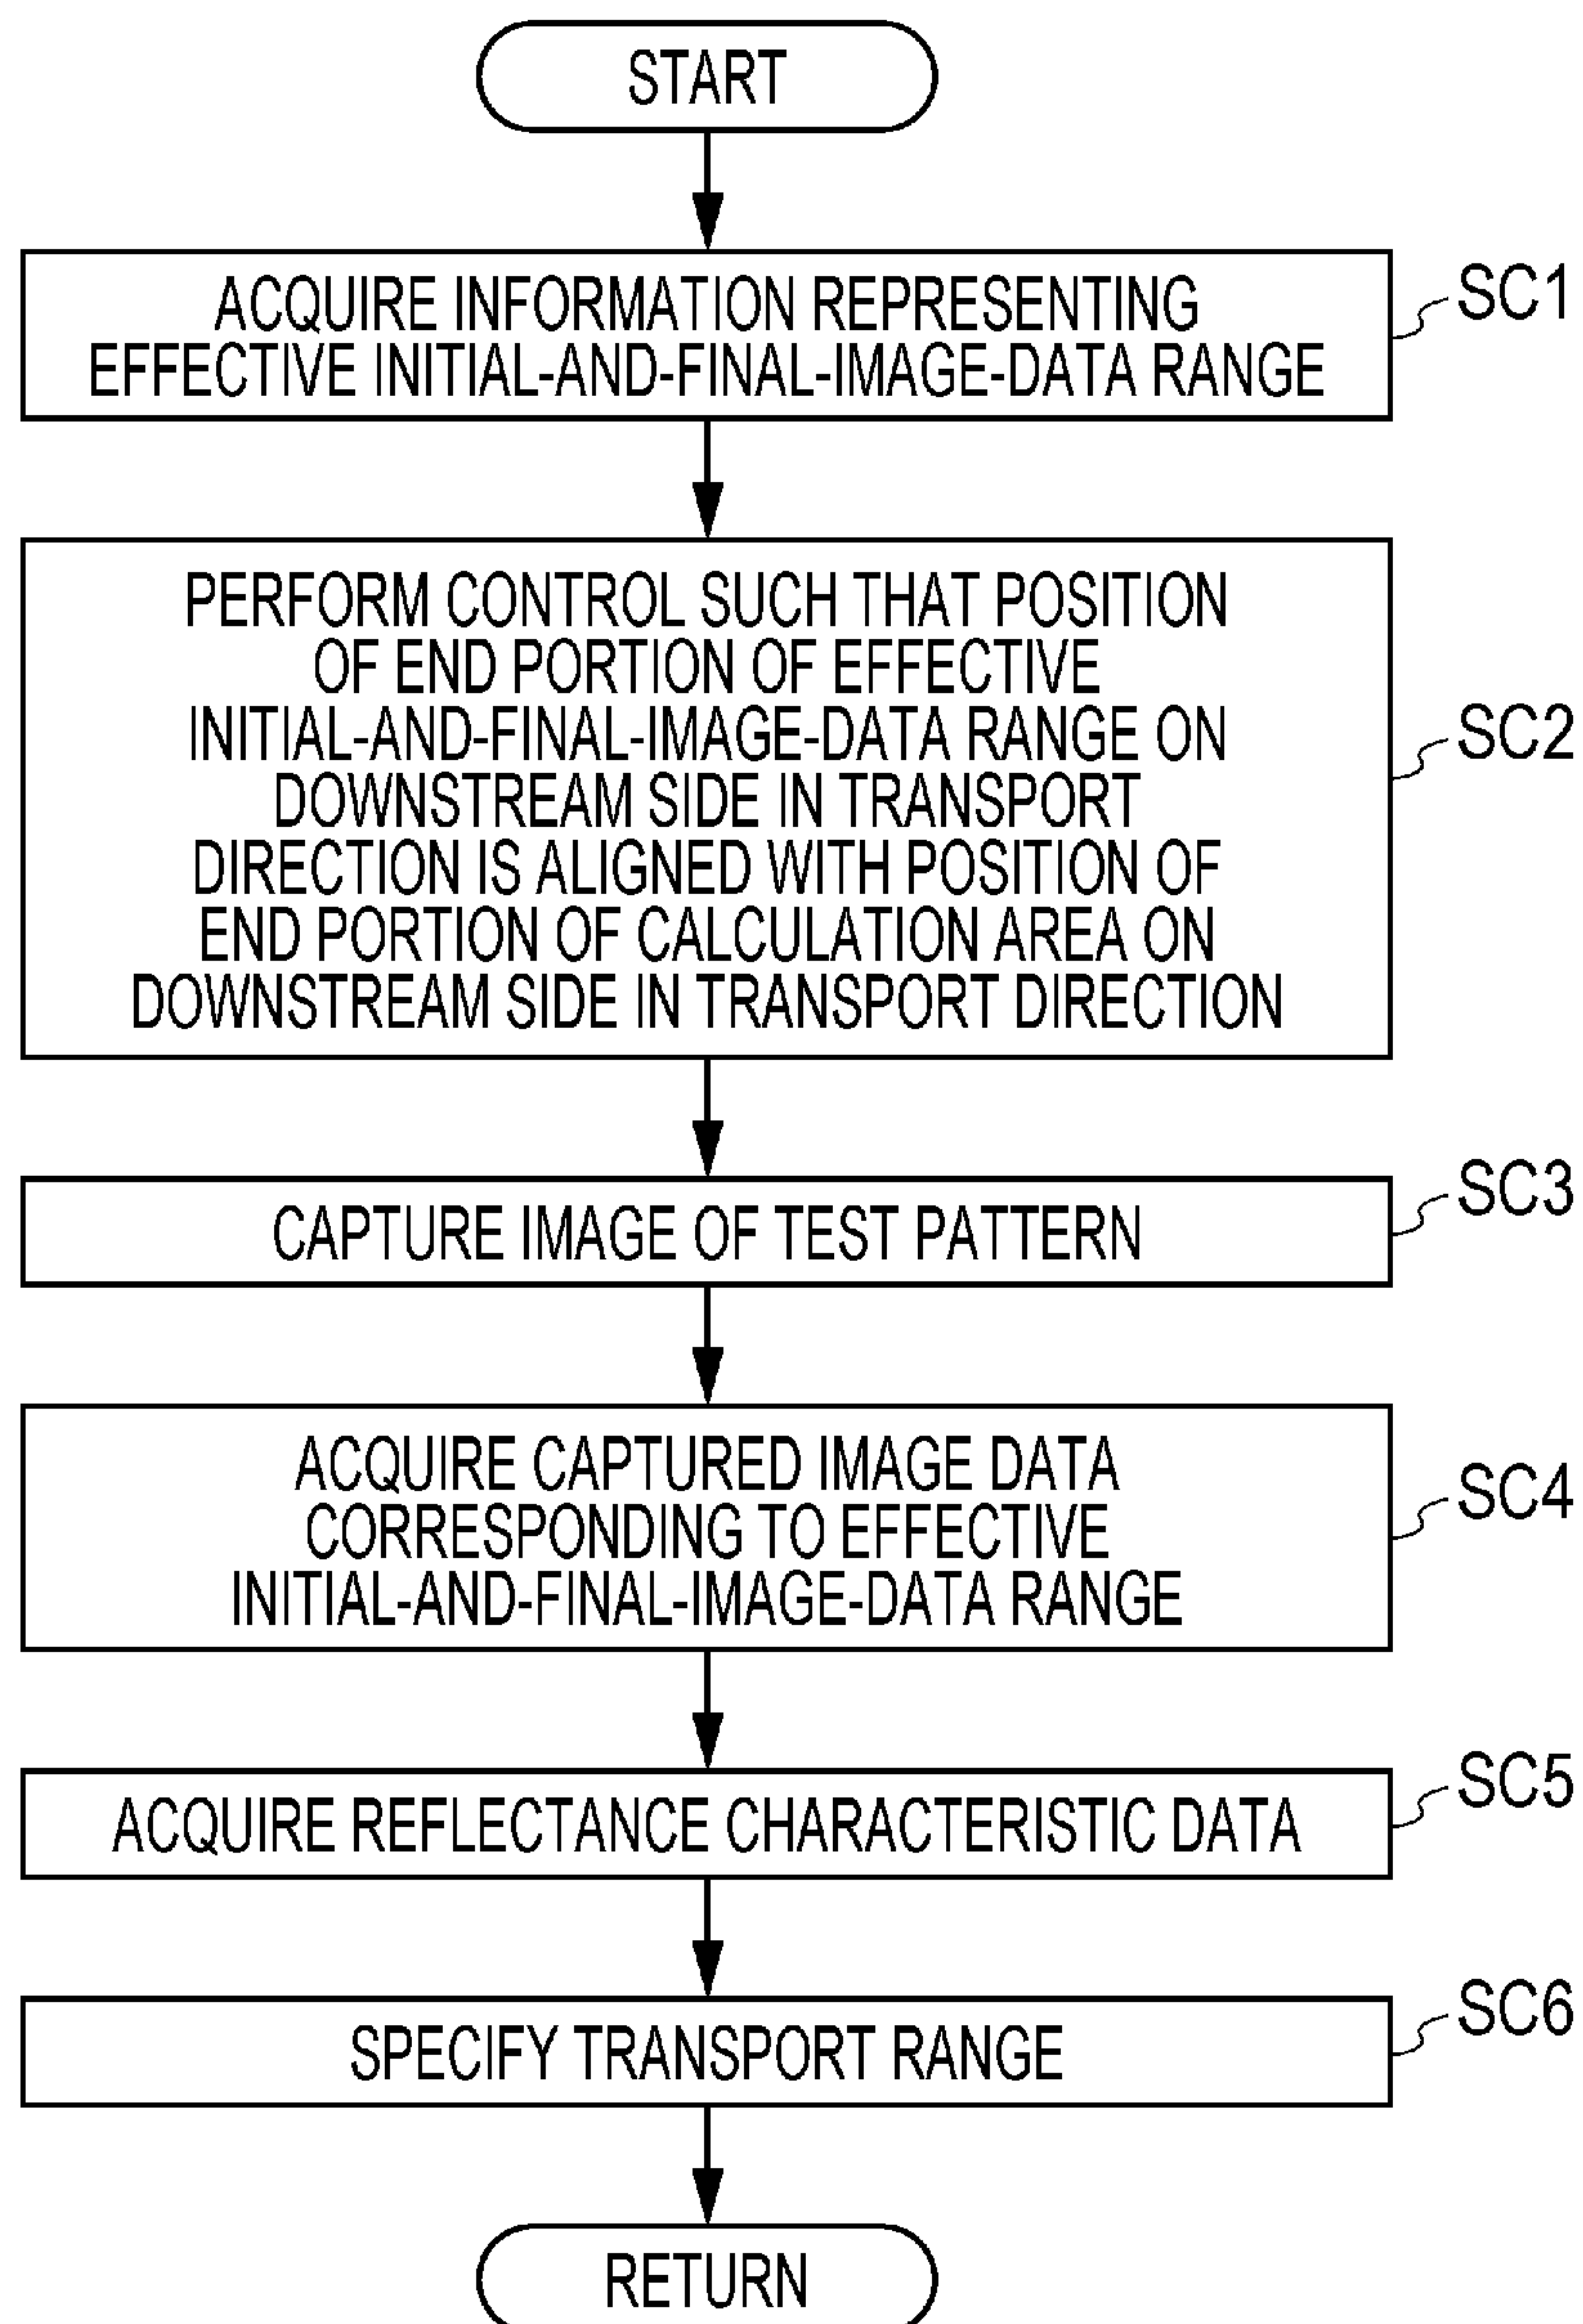 START
ACQUIRE INFORMATION REPRESENTING
EFFECTIVE INITIAL-AND-FINAL-IMAGE-DATA RANGE
SC1
PERFORM CONTROL SUCH THAT POSITION
OF END PORTION OF EFFECTIVE
INITIAL-AND-FINAL-IMAGE-DATA RANGE ON
DOWNSTREAM SIDE IN TRANSPORT
DIRECTION IS ALIGNED WITH POSITION OF
END PORTION OF CALCULATION AREA ON
DOWNSTREAM SIDE IN TRANSPORT DIRECTION
SC2
CAPTURE IMAGE OF TEST PATTERN
SC3
ACQUIRE CAPTURED IMAGE DATA
CORRESPONDING TO EFFECTIVE
INITIAL-AND-FINAL-IMAGE-DATA RANGE
SC4
ACQUIRE REFLECTANCE CHARACTERISTIC DATA
SC5
SPECIFY TRANSPORT RANGE
SC6
RETURN